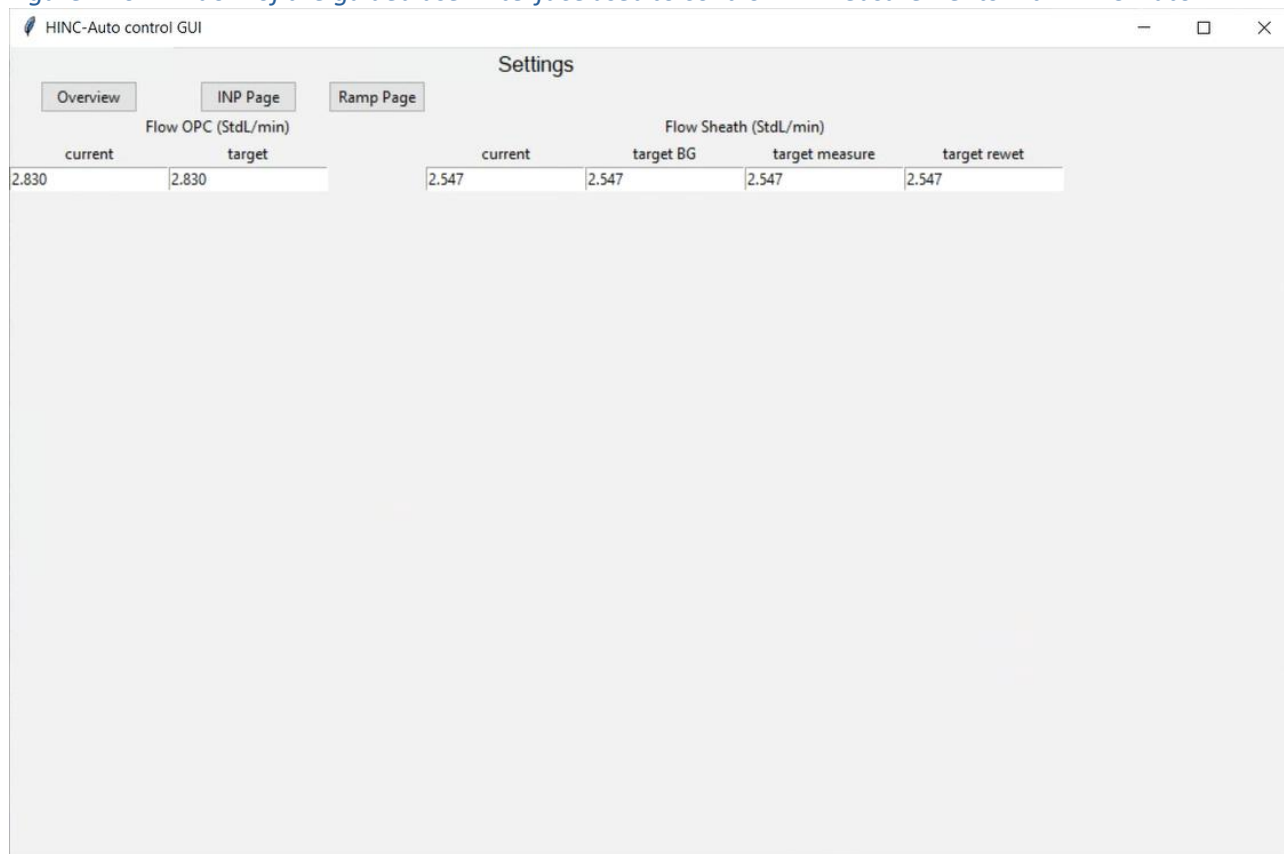 HINC-Auto control GUI
Settings
Overview INP Page Ramp Page
Flow OPC (StdL/min) Flow Sheath (StdL/min)
current target current target BG target measure target rewet
2.830 2.830 2.547 2.547 2.547 2.547